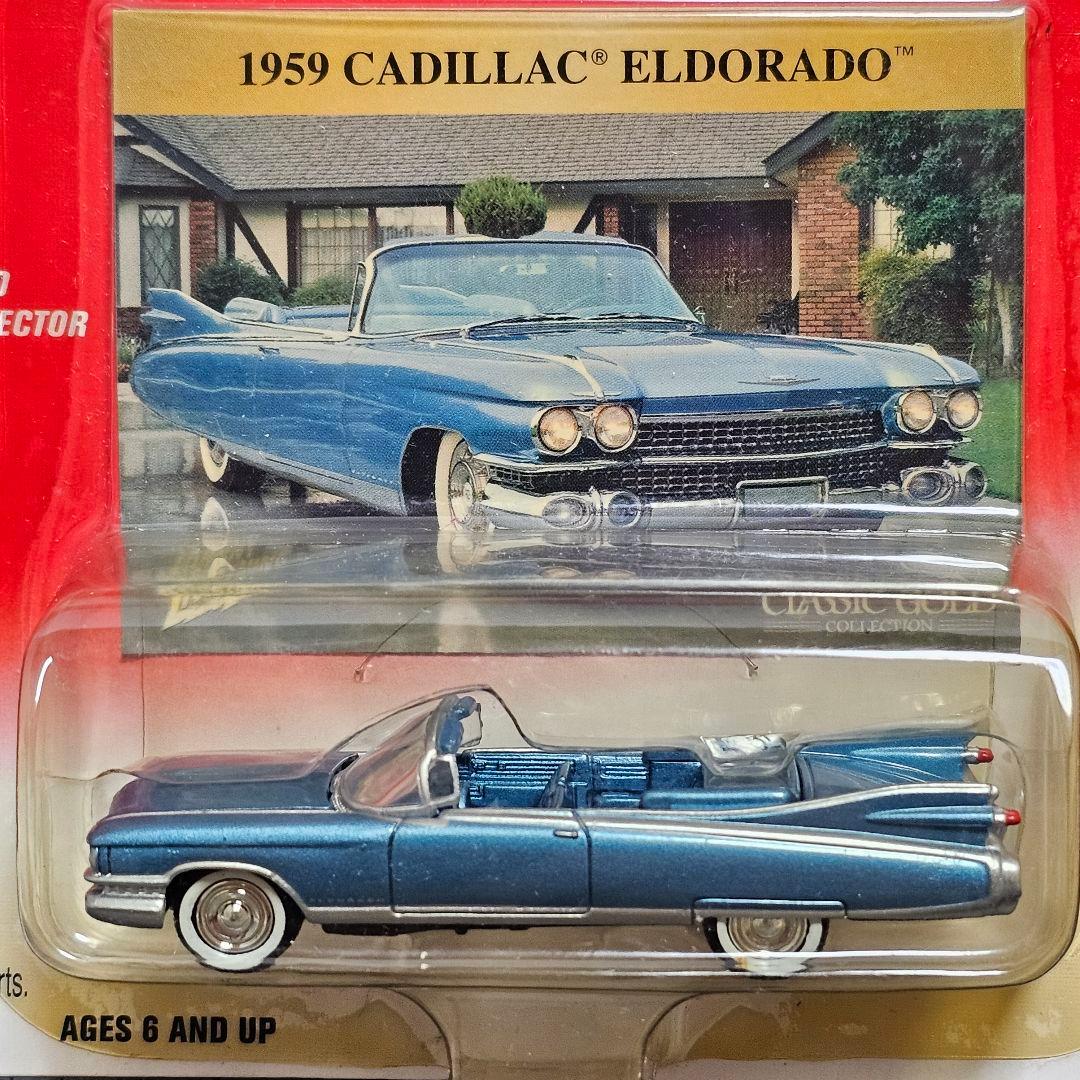 1959 CADILLAC® ELDORADO™
ECTOR
CLASSIC GOLD
COLLECTION
rts.
AGES 6 AND UP